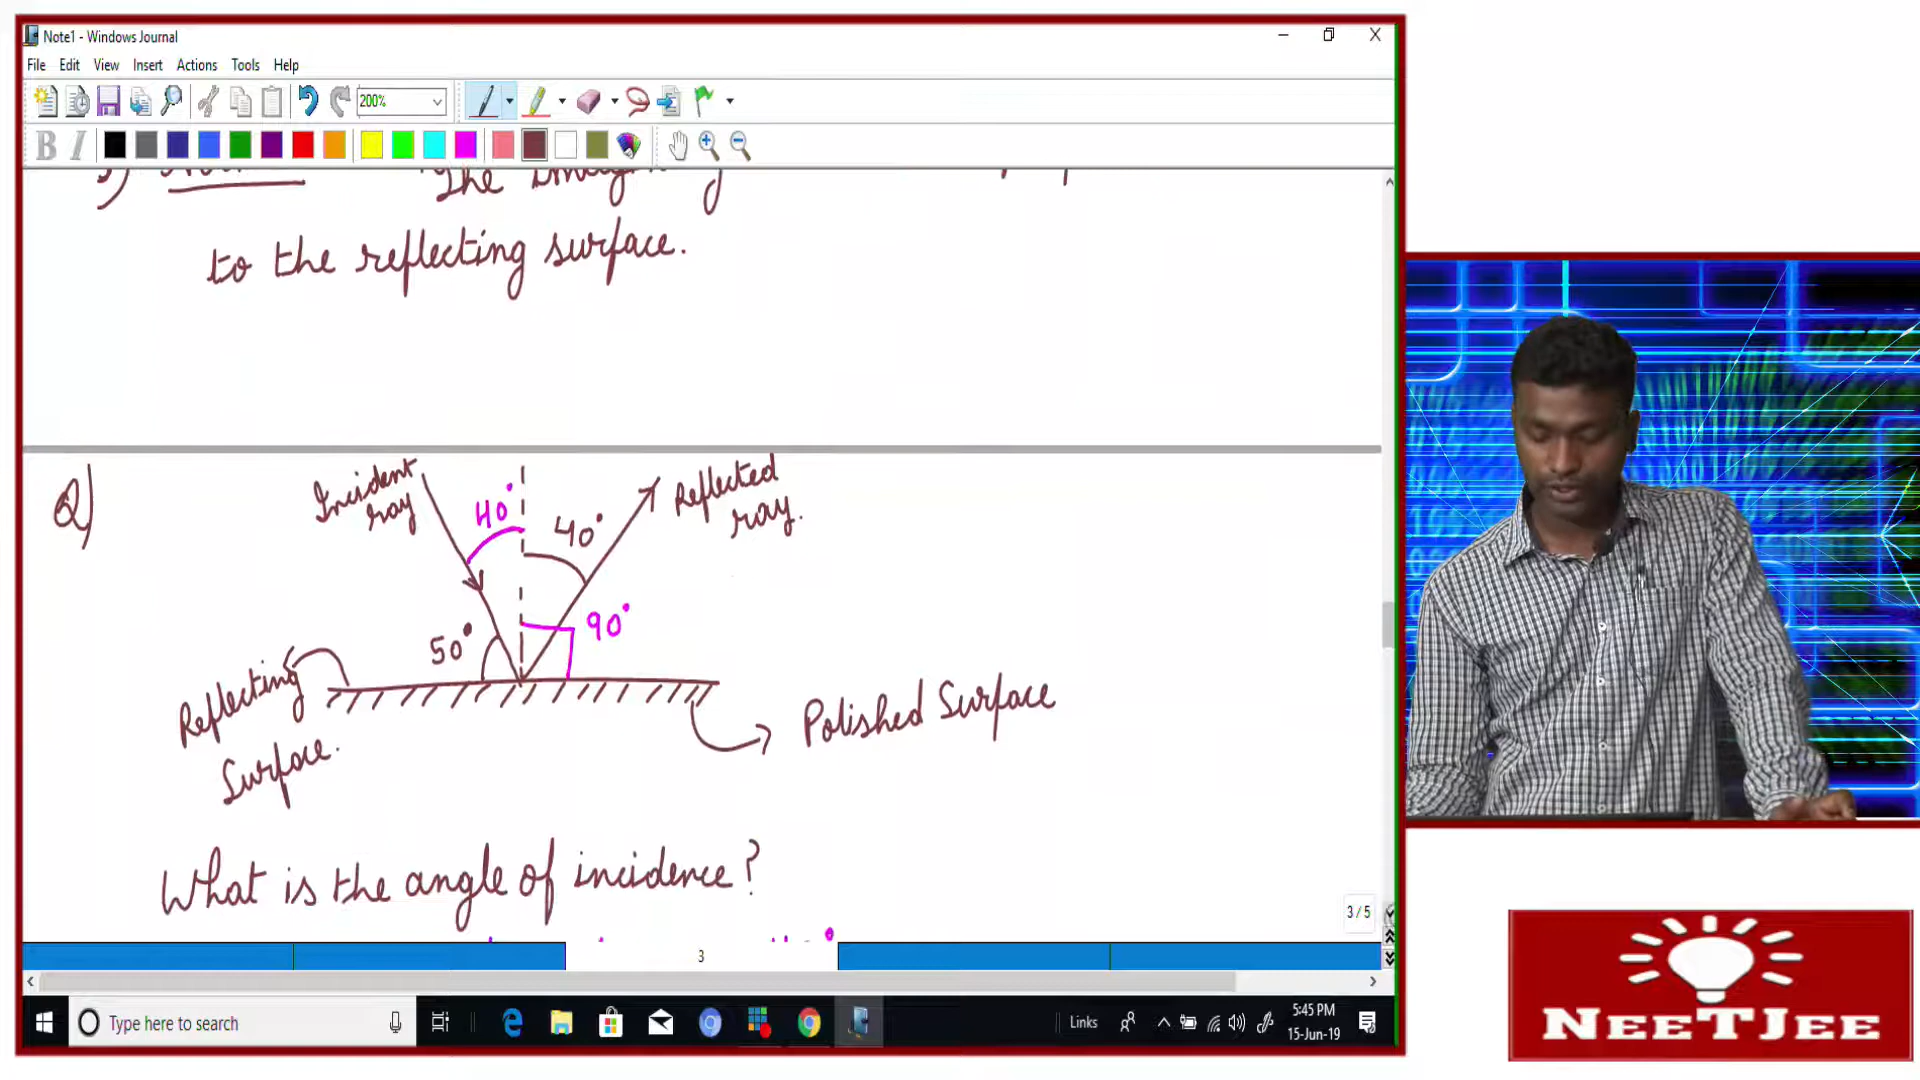 Note1 - Windows Journal
File Edit View Insert Actions Tools Help
200%
B I
The
to the reflecting surface.
Q)
Incident
ray
40°
40°
Reflected
ray.
90°
50°
Reflecting
Surface.
Polished Surface
What is the angle of incidence?
3 / 5
3
Type here to search
Links
5:45 PM
15-Jun-19
NEETJEE